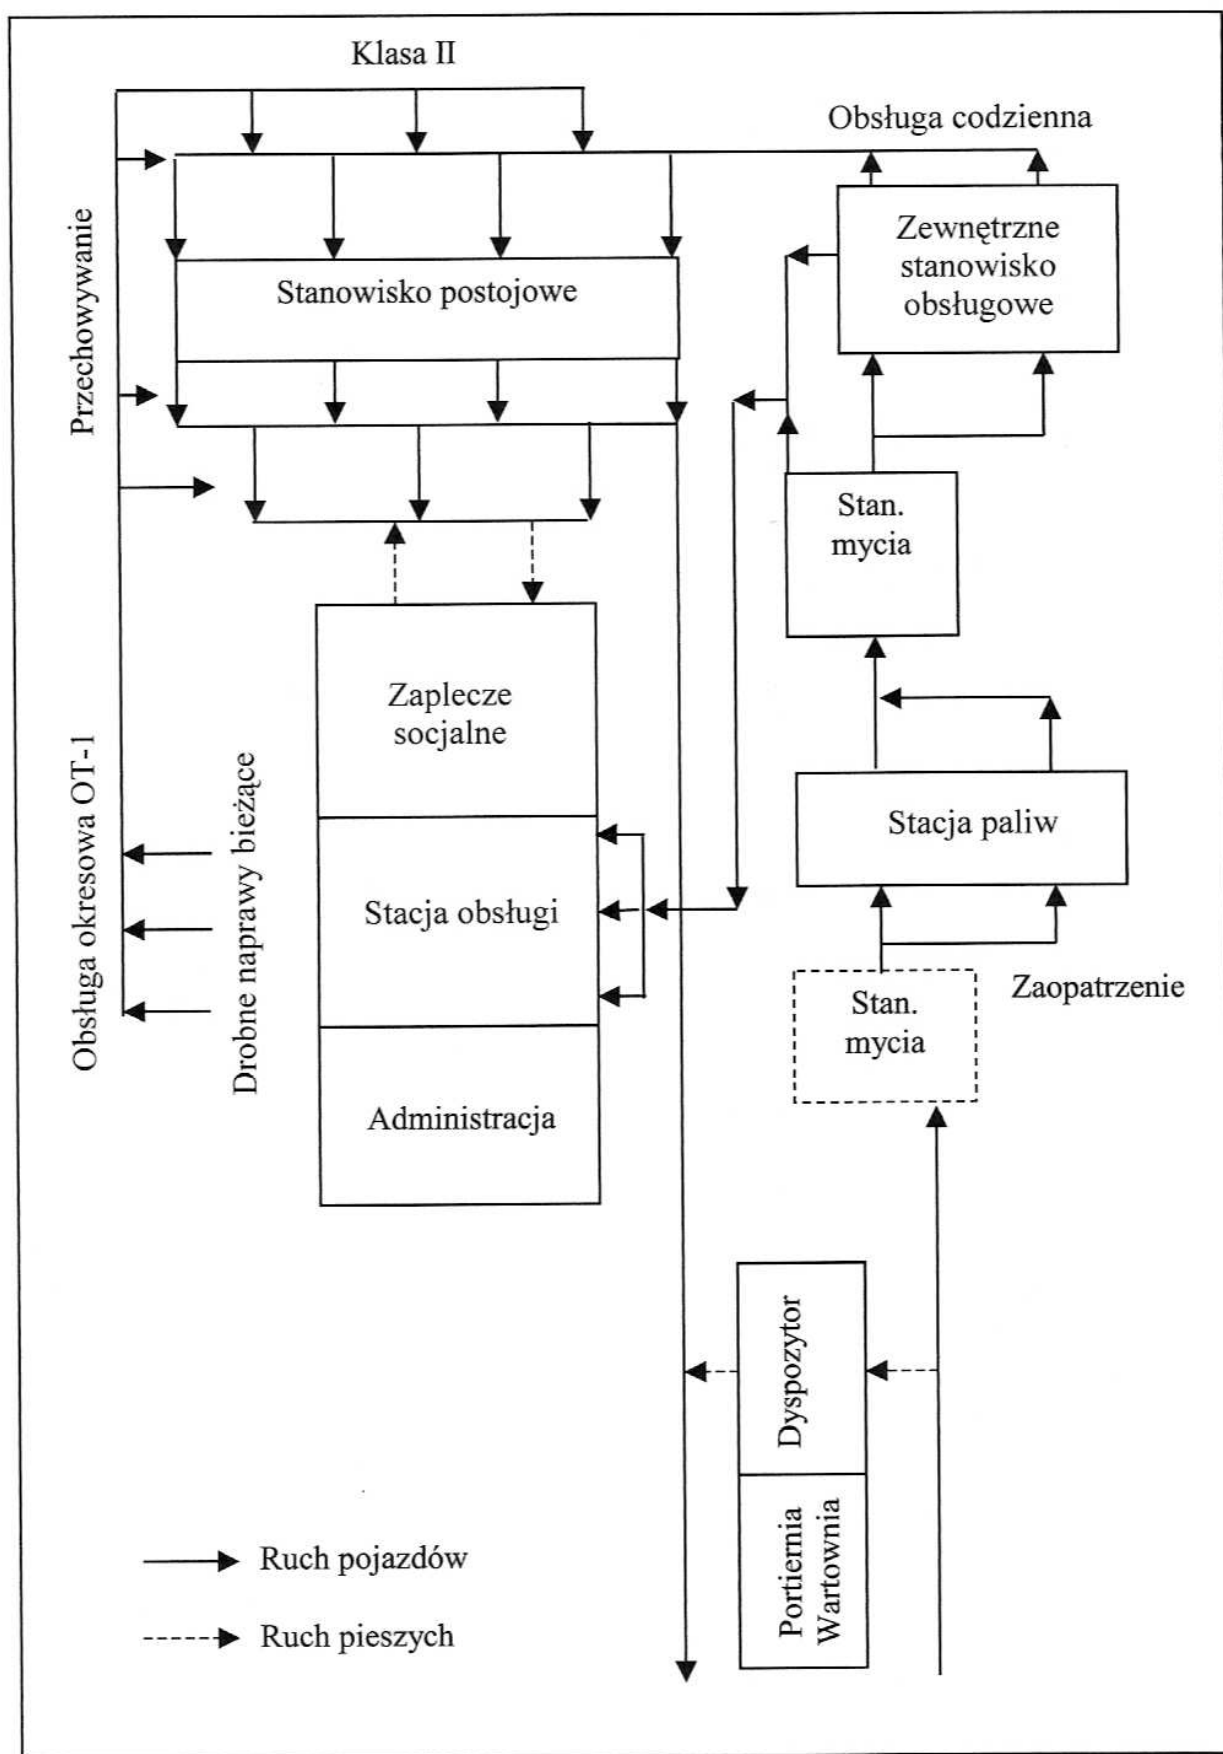 Klasa II
Obsługa codzienna
Przechowywanie
Zewnętrzne
stanowisko
obsługowe
Stanowisko postojowe
Stan.
mycia
Zaplecze
socjalne
Obsługa okresowa OT-1
Drobne naprawy bieżące
Stacja paliw
Stacja obsługi
Zaopatrzenie
Stan.
mycia
Administracja
Dyspozytor
Portiernia
Wartownia
Ruch pojazdów
Ruch pieszych